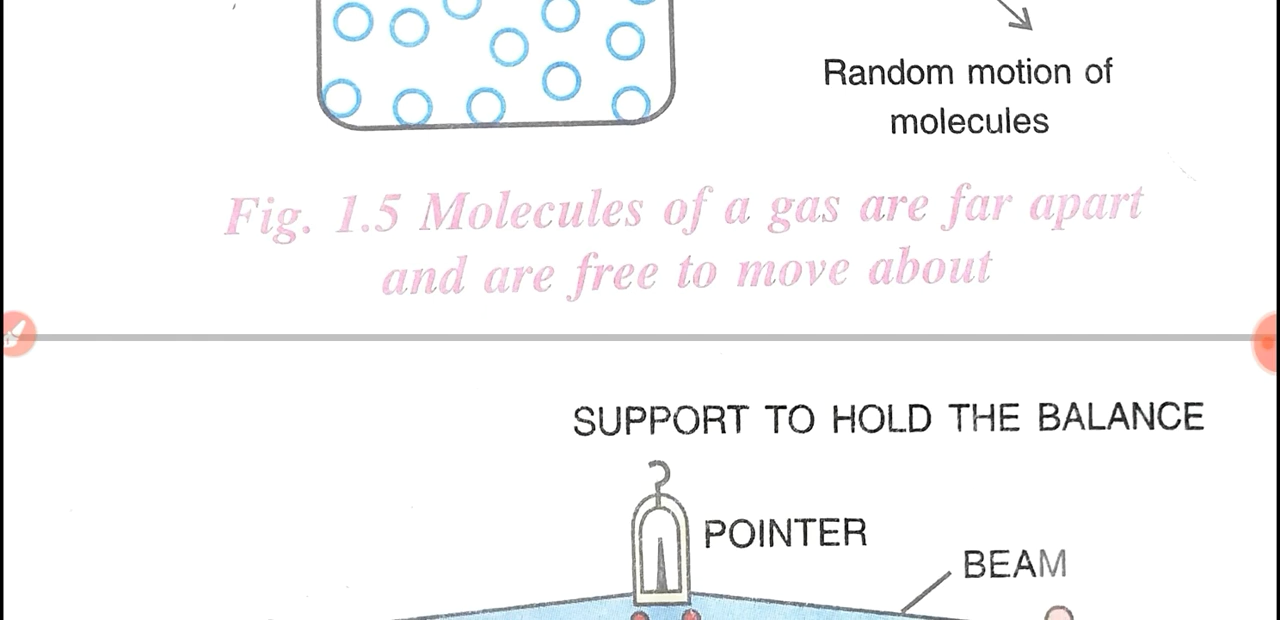 Random motion of
molecules
Fig. 1.5 Molecules of a gas are far apart
and are free to move about
SUPPORT TO HOLD THE BALANCE
POINTER
BEAM